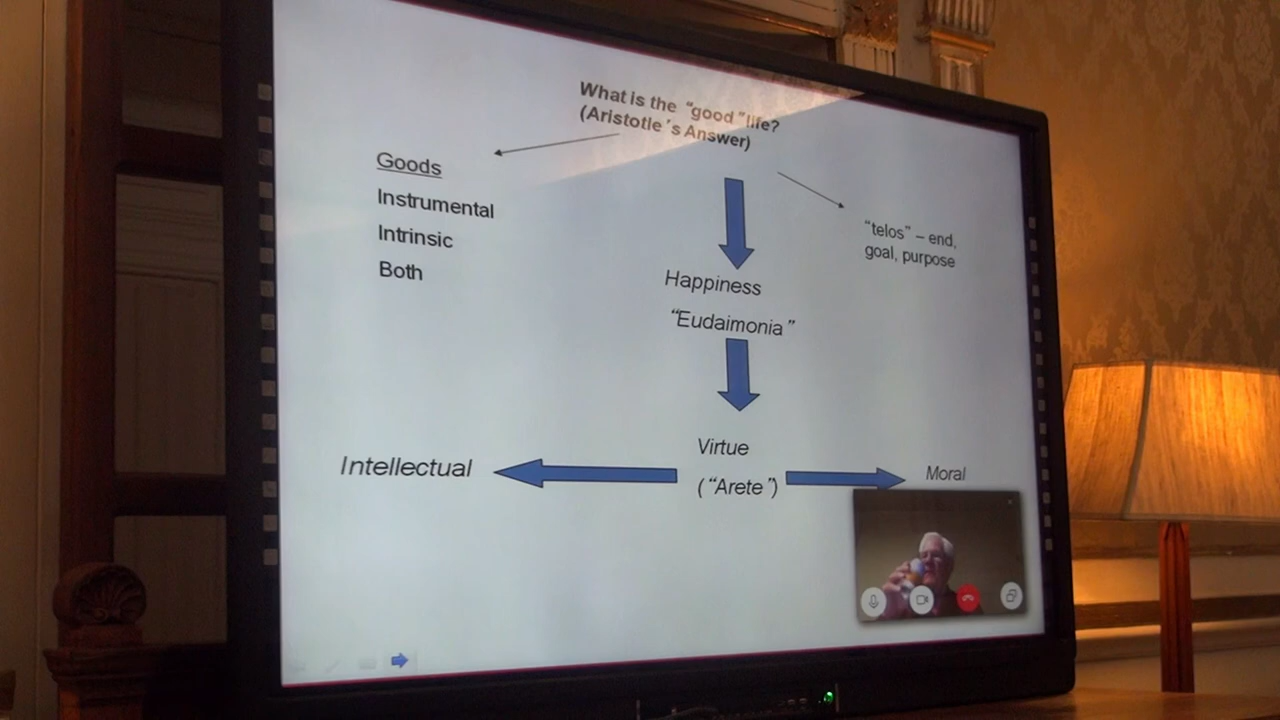 What is the “good” life?
(Aristotle’s Answer)
Goods
Instrumental
Intrinsic
Both
“telos” – end,
goal, purpose
Happiness
“Eudaimonia”
Intellectual
Virtue
(“Arete”)
Moral